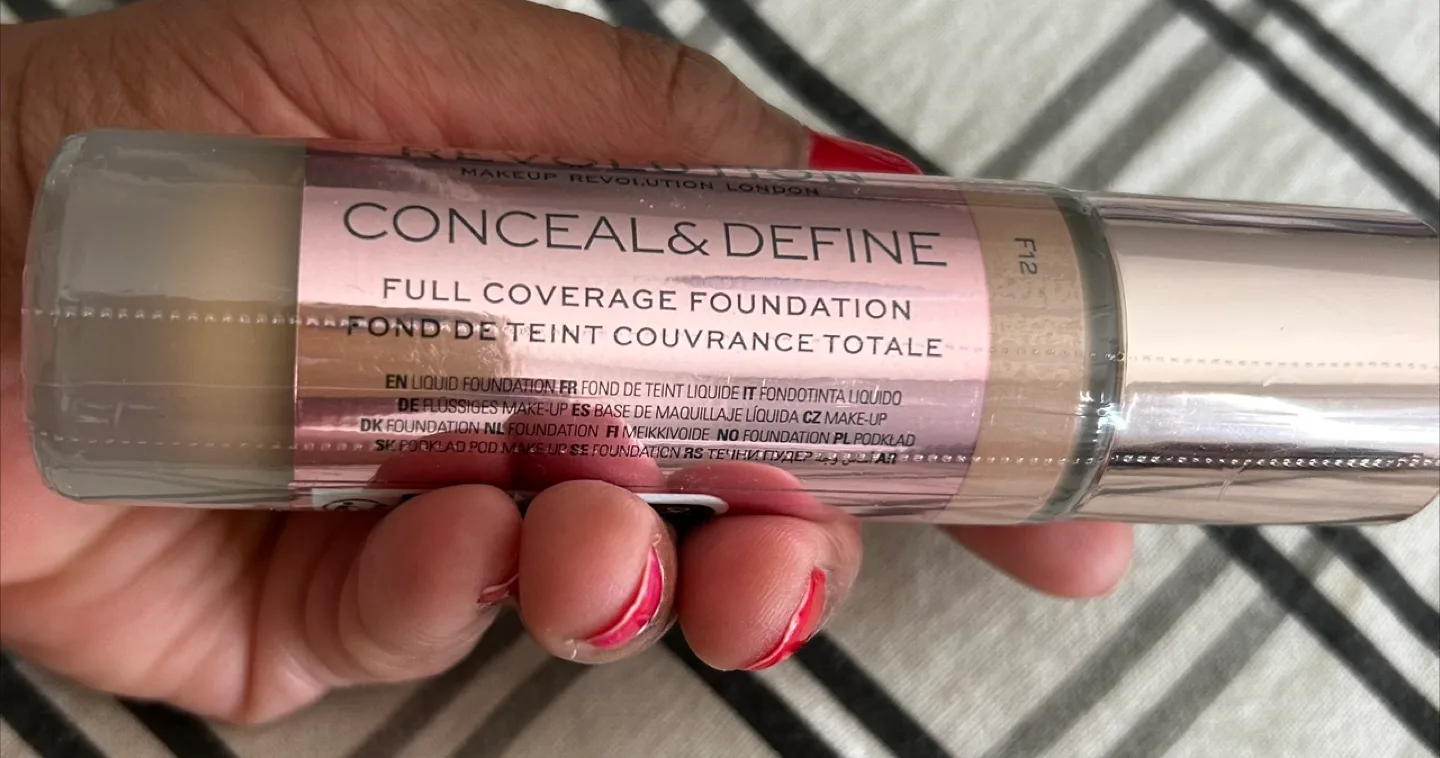 REVOLUTION
MAKEUP REVOLUTION LONDON
CONCEAL & DEFINE
FULL COVERAGE FOUNDATION
FOND DE TEINT COUVRANCE TOTALE
EN LIQUID FOUNDATION FR FOND DE TEINT LIQUIDE IT FONDOTINTA LIQUIDO
DE FLÜSSIGES MAKE-UP ES BASE DE MAQUILLAJE LÍQUIDA CZ MAKE-UP
DK FOUNDATION NL FOUNDATION FI MEIKKIVOIDE NO FOUNDATION PL PODKŁAD
SK PODKLAD POD MAKE UP SE FOUNDATION RS ТЕЧНИ ПУДЕР AR
F12